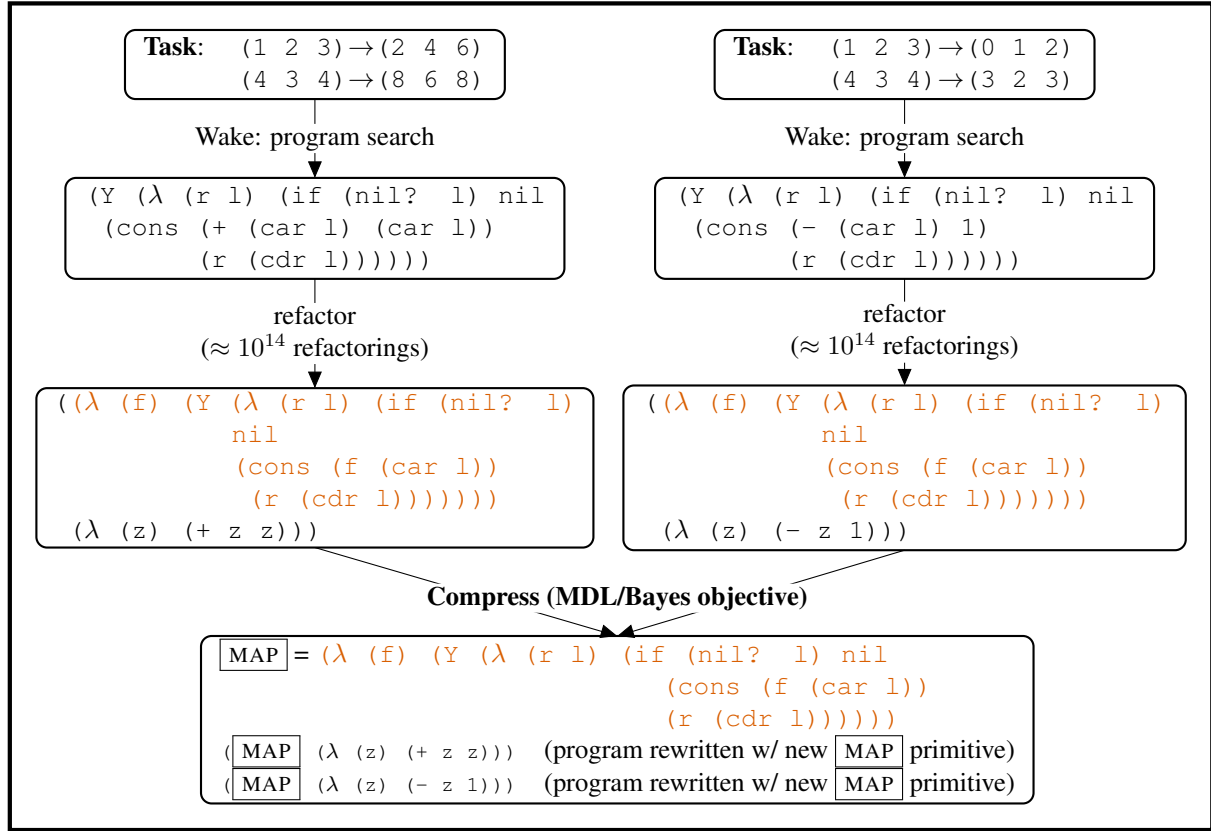 Task: (1 2 3)→(2 4 6)
(4 3 4)→(8 6 8)
Wake: program search
(Y (λ (r l) (if (nil? l) nil
(cons (+ (car l) (car l))
(r (cdr l))))))
refactor
(≈ 10^14 refactorings)
((λ (f) (Y (λ (r l) (if (nil? l)
nil
(cons (f (car l))
(r (cdr l)))))))
(λ (z) (+ z z)))
Task: (1 2 3)→(0 1 2)
(4 3 4)→(3 2 3)
Wake: program search
(Y (λ (r l) (if (nil? l) nil
(cons (- (car l) 1)
(r (cdr l))))))
refactor
(≈ 10^14 refactorings)
((λ (f) (Y (λ (r l) (if (nil? l)
nil
(cons (f (car l))
(r (cdr l)))))))
(λ (z) (- z 1)))
Compress (MDL/Bayes objective)
MAP = (λ (f) (Y (λ (r l) (if (nil? l) nil
(cons (f (car l))
(r (cdr l))))))
(MAP (λ (z) (+ z z))) (program rewritten w/ new MAP primitive)
(MAP (λ (z) (- z 1))) (program rewritten w/ new MAP primitive)